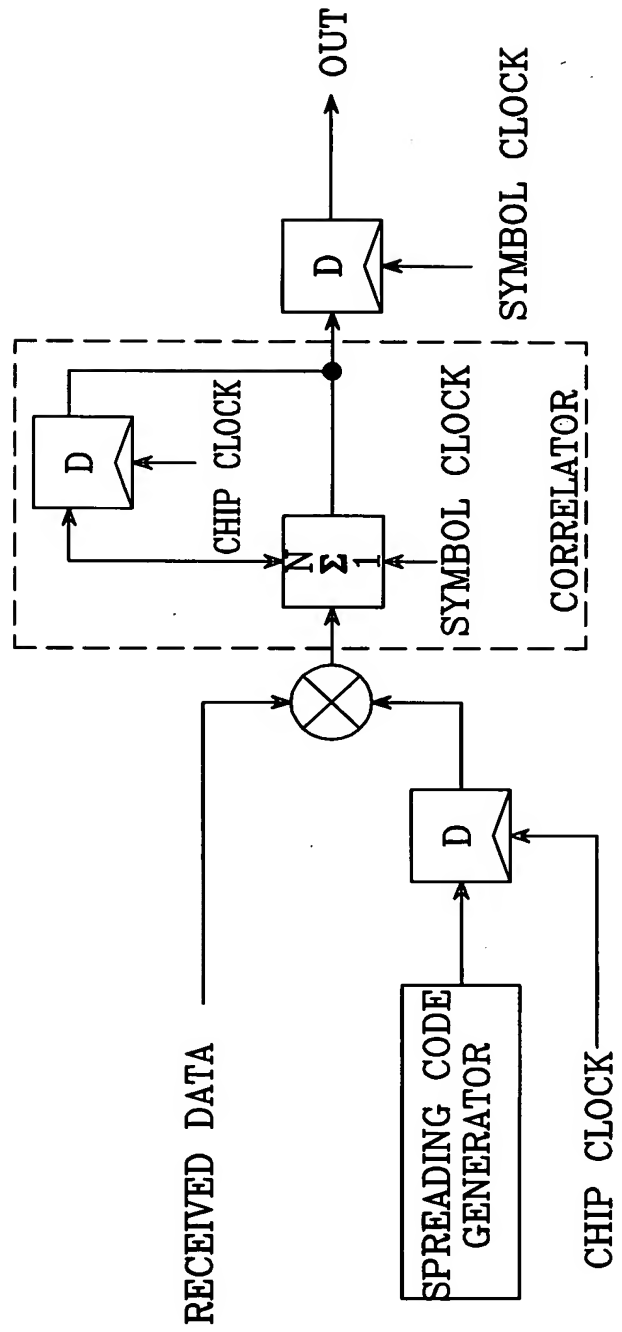 RECEIVED DATA
SPREADING CODE
GENERATOR
CHIP CLOCK
D
N
Σ
1
SYMBOL CLOCK
D
CHIP CLOCK
CORRELATOR
D
SYMBOL CLOCK
OUT